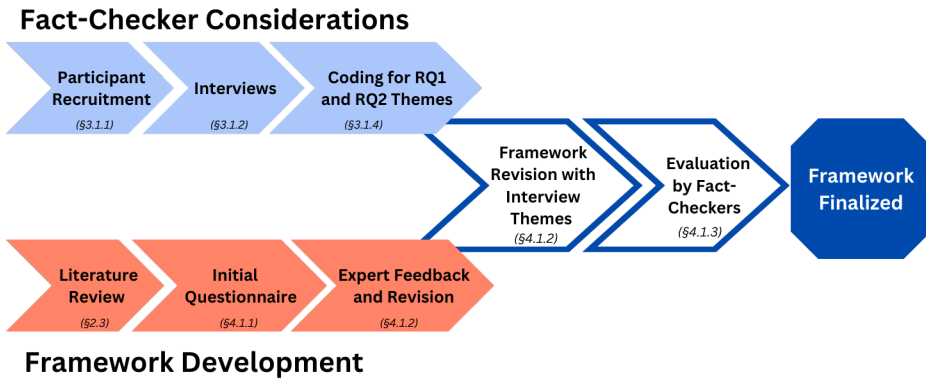 Fact-Checker Considerations
Participant
Recruitment
(§3.1.1)
Interviews
(§3.1.2)
Coding for RQ1
and RQ2 Themes
(§3.1.4)
Framework
Revision with
Interview
Themes
(§4.1.2)
Evaluation
by Fact-
Checkers
(§4.1.3)
Framework
Finalized
Literature
Review
(§2.3)
Initial
Questionnaire
(§4.1.1)
Expert Feedback
and Revision
(§4.1.2)
Framework Development